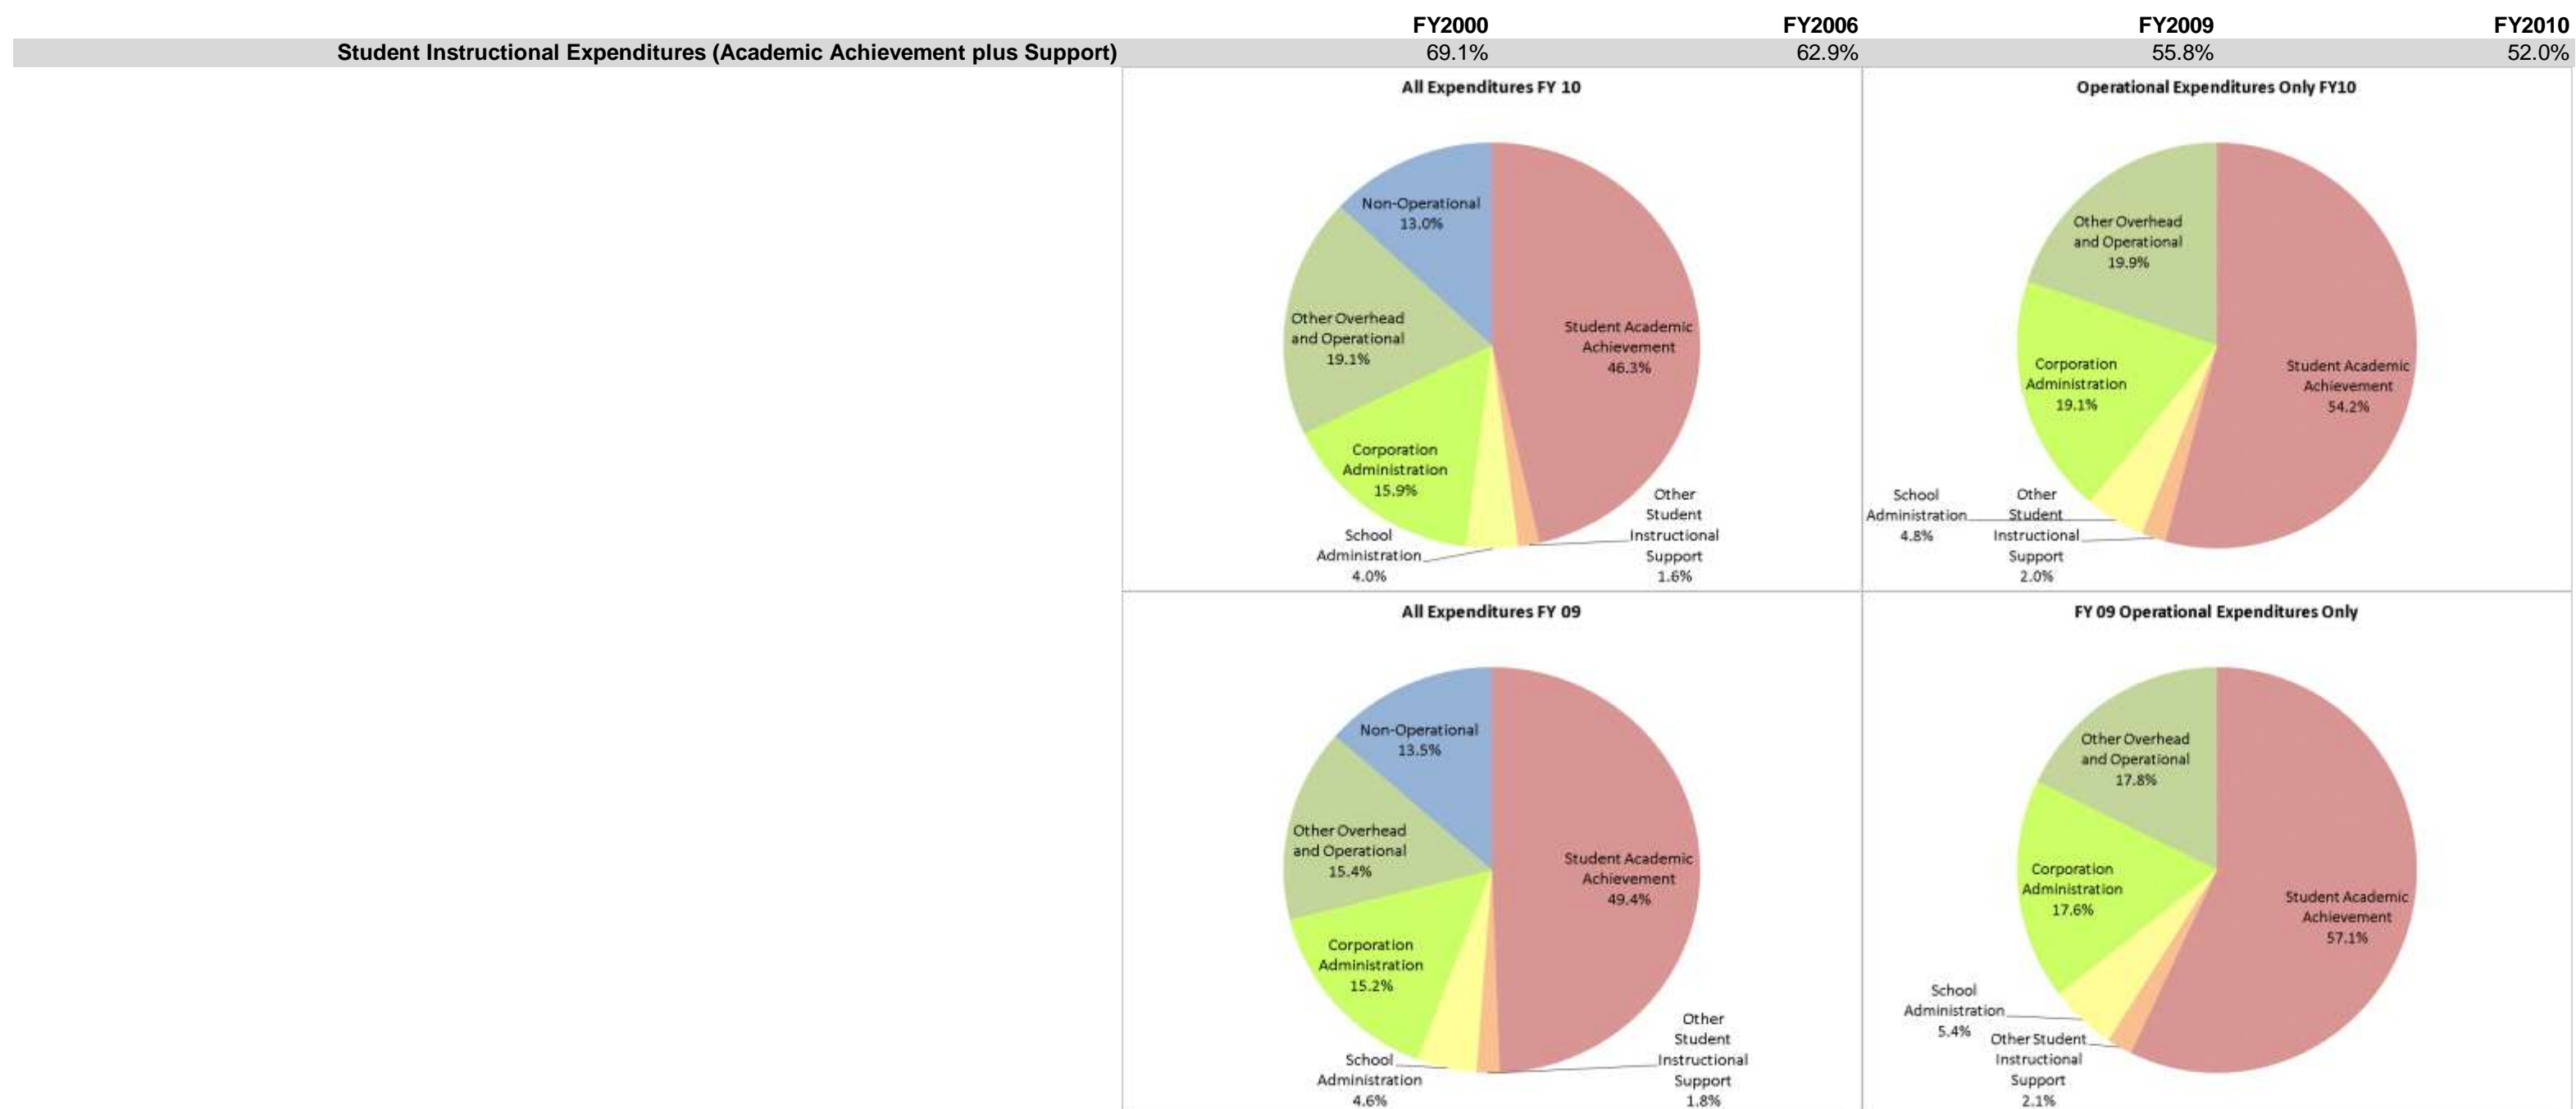 FY2000 FY2006 FY2009 FY2010
Student Instructional Expenditures (Academic Achievement plus Support) 69.1% 62.9% 55.8% 52.0%
All Expenditures FY 10
Non-Operational
13.0%
Other Overhead
and Operational
19.1%
Student Academic
Achievement
46.3%
Corporation
Administration
15.9%
School
Administration
4.0%
Other
Student
Instructional
Support
1.6%
Operational Expenditures Only FY10
Other Overhead
and Operational
19.9%
Corporation
Administration
19.1%
Student Academic
Achievement
54.2%
School
Administration
4.8%
Other
Student
Instructional
Support
2.0%
All Expenditures FY 09
Non-Operational
13.5%
Other Overhead
and Operational
15.4%
Student Academic
Achievement
49.4%
Corporation
Administration
15.2%
School
Administration
4.6%
Other
Student
Instructional
Support
1.8%
FY 09 Operational Expenditures Only
Other Overhead
and Operational
17.8%
Corporation
Administration
17.6%
Student Academic
Achievement
57.1%
School
Administration
5.4%
Other Student
Instructional
Support
2.1%